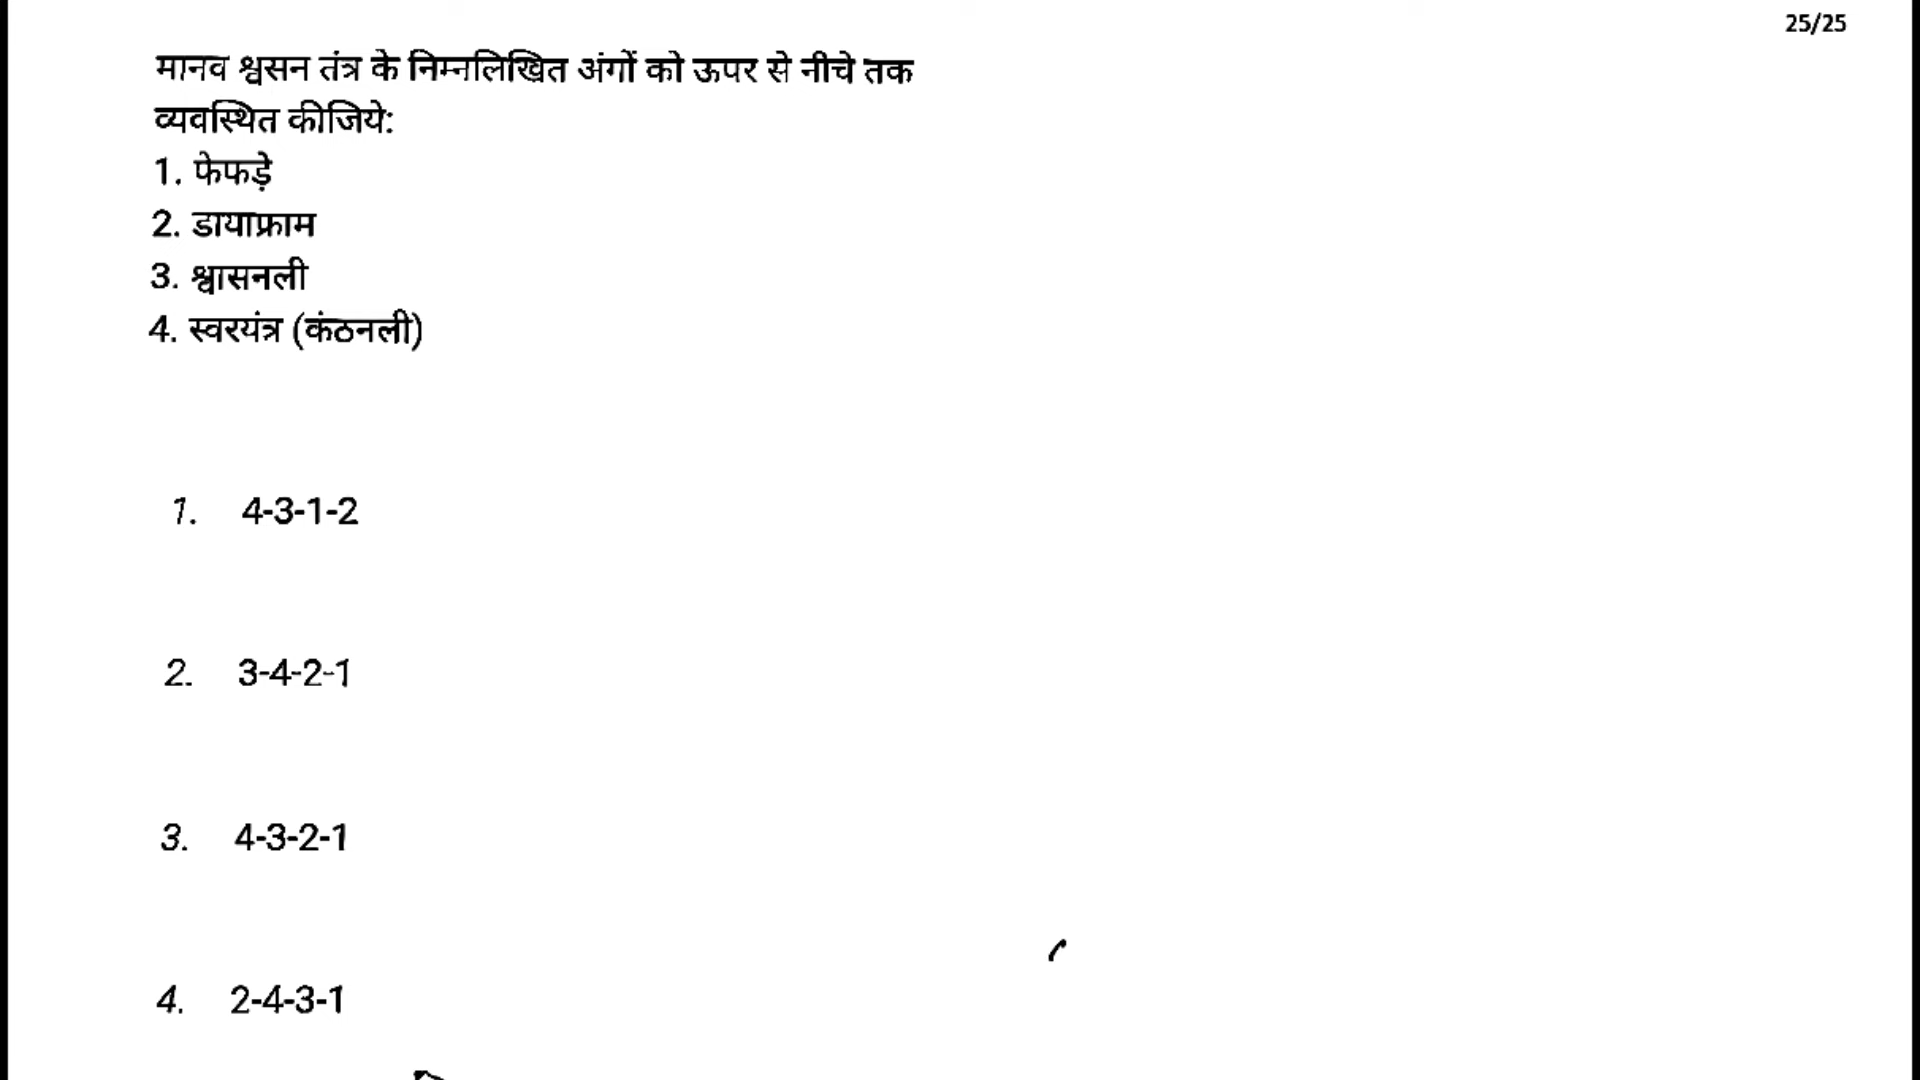 25/25
मानव श्वसन तंत्र के निम्नलिखित अंगों को ऊपर से नीचे तक
व्यवस्थित कीजिये:
1. फेफड़े
2. डायाफ्राम
3. श्वासनली
4. स्वरयंत्र (कंठनली)
1. 4-3-1-2
2. 3-4-2-1
3. 4-3-2-1
4. 2-4-3-1